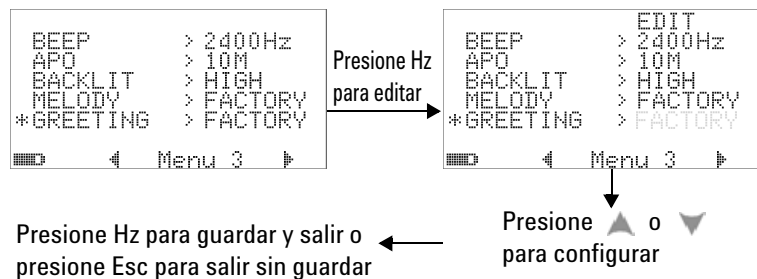 BEEP > 2400Hz
APO > 10M
BACKLIT > HIGH
MELODY > FACTORY
*GREETING > FACTORY
Menu 3
Presione Hz
para editar
EDIT
BEEP > 2400Hz
APO > 10M
BACKLIT > HIGH
MELODY > FACTORY
*GREETING > FACTORY
Menu 3
Presione o
para configurar
Presione Hz para guardar y salir o
presione Esc para salir sin guardar